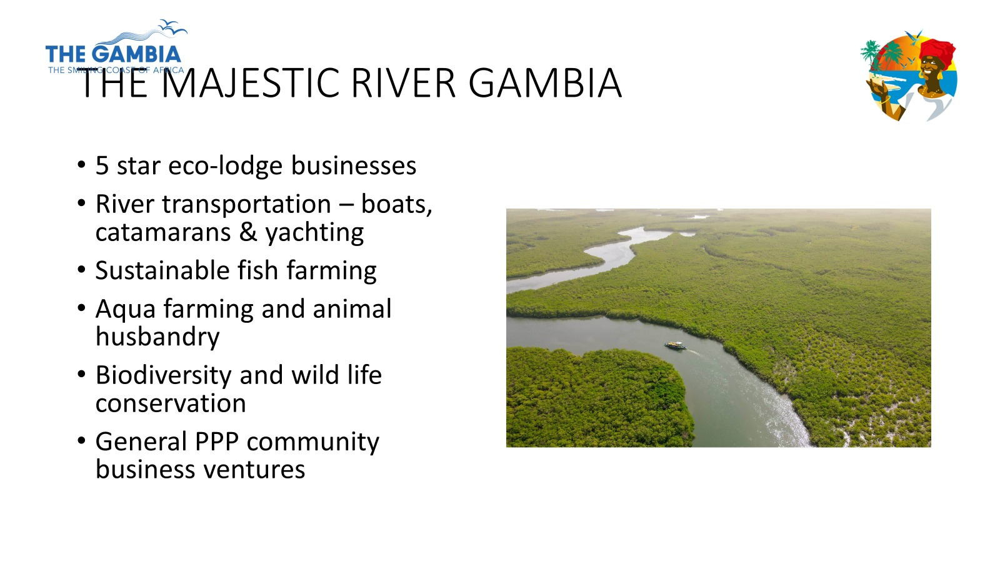 THE GAMBIA
THE SMILING COAST OF AFRICA
THE MAJESTIC RIVER GAMBIA
• 5 star eco-lodge businesses
• River transportation – boats,
catamarans & yachting
• Sustainable fish farming
• Aqua farming and animal
husbandry
• Biodiversity and wild life
conservation
• General PPP community
business ventures